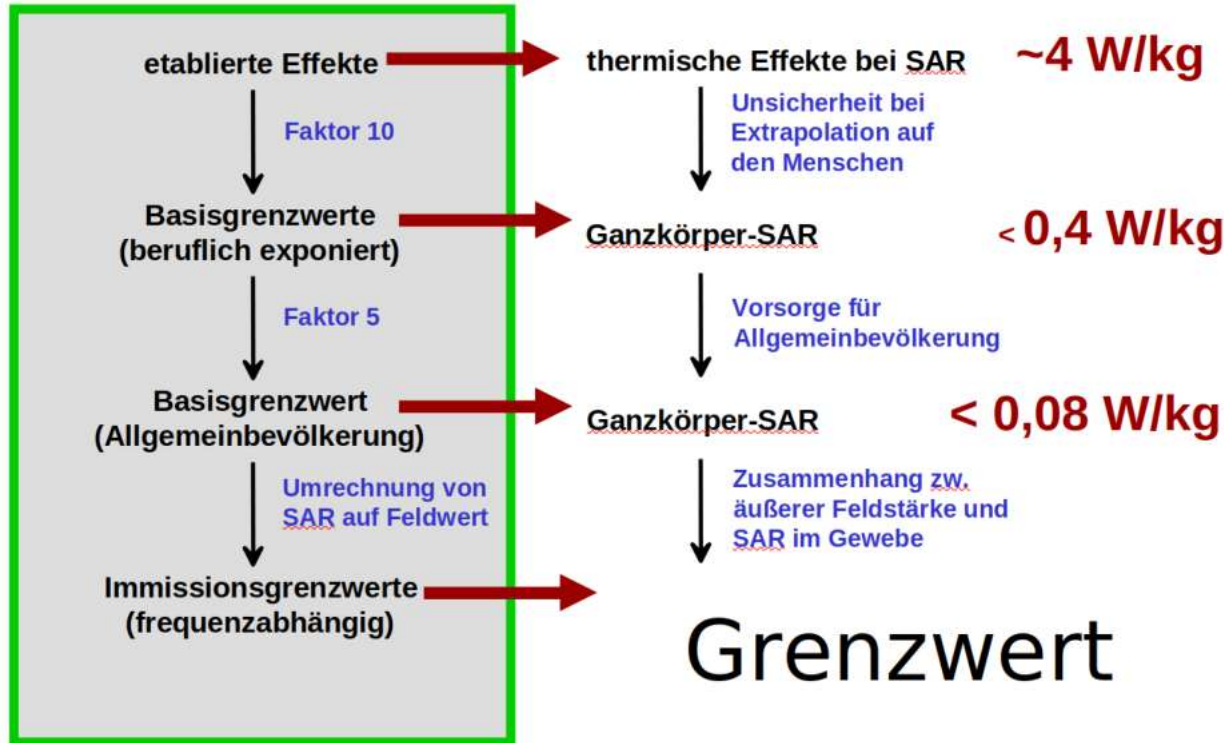 etablierte Effekte
thermische Effekte bei SAR
~4 W/kg
Faktor 10
Unsicherheit bei
Extrapolation auf
den Menschen
Basisgrenzwerte
(beruflich exponiert)
Ganzkörper-SAR
< 0,4 W/kg
Faktor 5
Vorsorge für
Allgemeinbevölkerung
Basisgrenzwert
(Allgemeinbevölkerung)
Ganzkörper-SAR
< 0,08 W/kg
Umrechnung von
SAR auf Feldwert
Zusammenhang zw.
äußerer Feldstärke und
SAR im Gewebe
Immissionsgrenzwerte
(frequenzabhängig)
Grenzwert